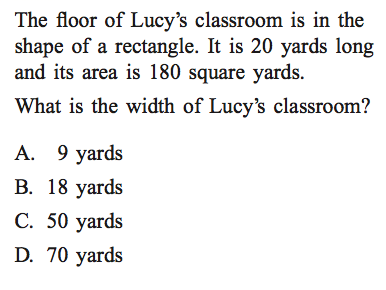 The floor of Lucy’s classroom is in the
shape of a rectangle. It is 20 yards long
and its area is 180 square yards.
What is the width of Lucy’s classroom?
A. 9 yards
B. 18 yards
C. 50 yards
D. 70 yards